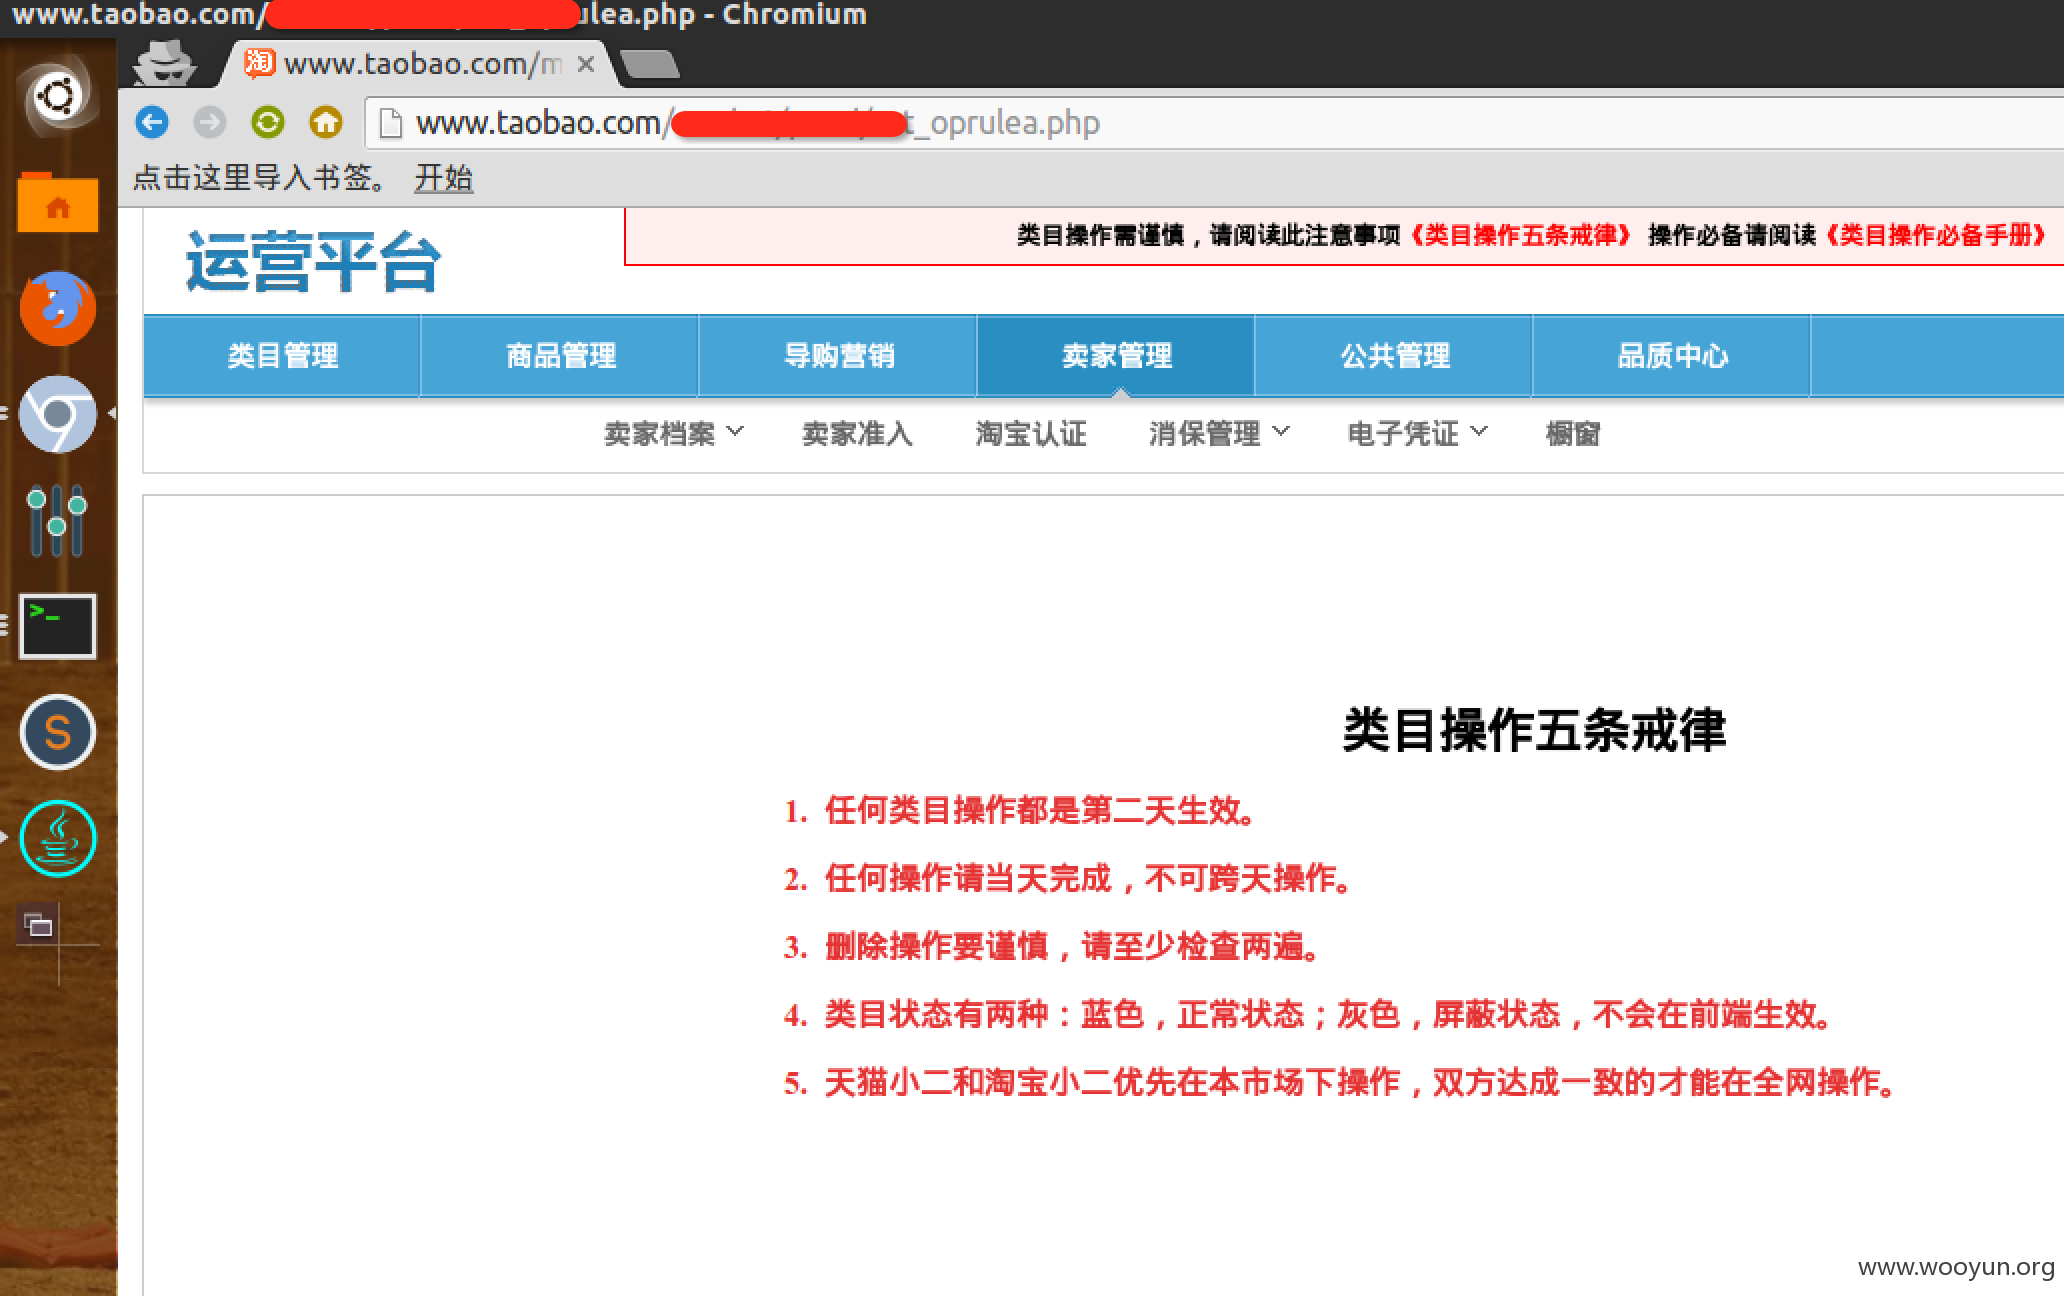 www.taobao.com/ ulea.php - Chromium
淘 www.taobao.com/m
www.taobao.com/ t_oprulea.php
点击这里导入书签。 开始
运营平台
类目操作需谨慎，请阅读此注意事项《类目操作五条戒律》 操作必备请阅读《类目操作必备手册》
类目管理 商品管理 导购营销 卖家管理 公共管理 品质中心
卖家档案 卖家准入 淘宝认证 消保管理 电子凭证 橱窗
>_
S
类目操作五条戒律
1. 任何类目操作都是第二天生效。
2. 任何操作请当天完成，不可跨天操作。
3. 删除操作要谨慎，请至少检查两遍。
4. 类目状态有两种：蓝色，正常状态；灰色，屏蔽状态，不会在前端生效。
5. 天猫小二和淘宝小二优先在本市场下操作，双方达成一致的才能在全网操作。
www.wooyun.org